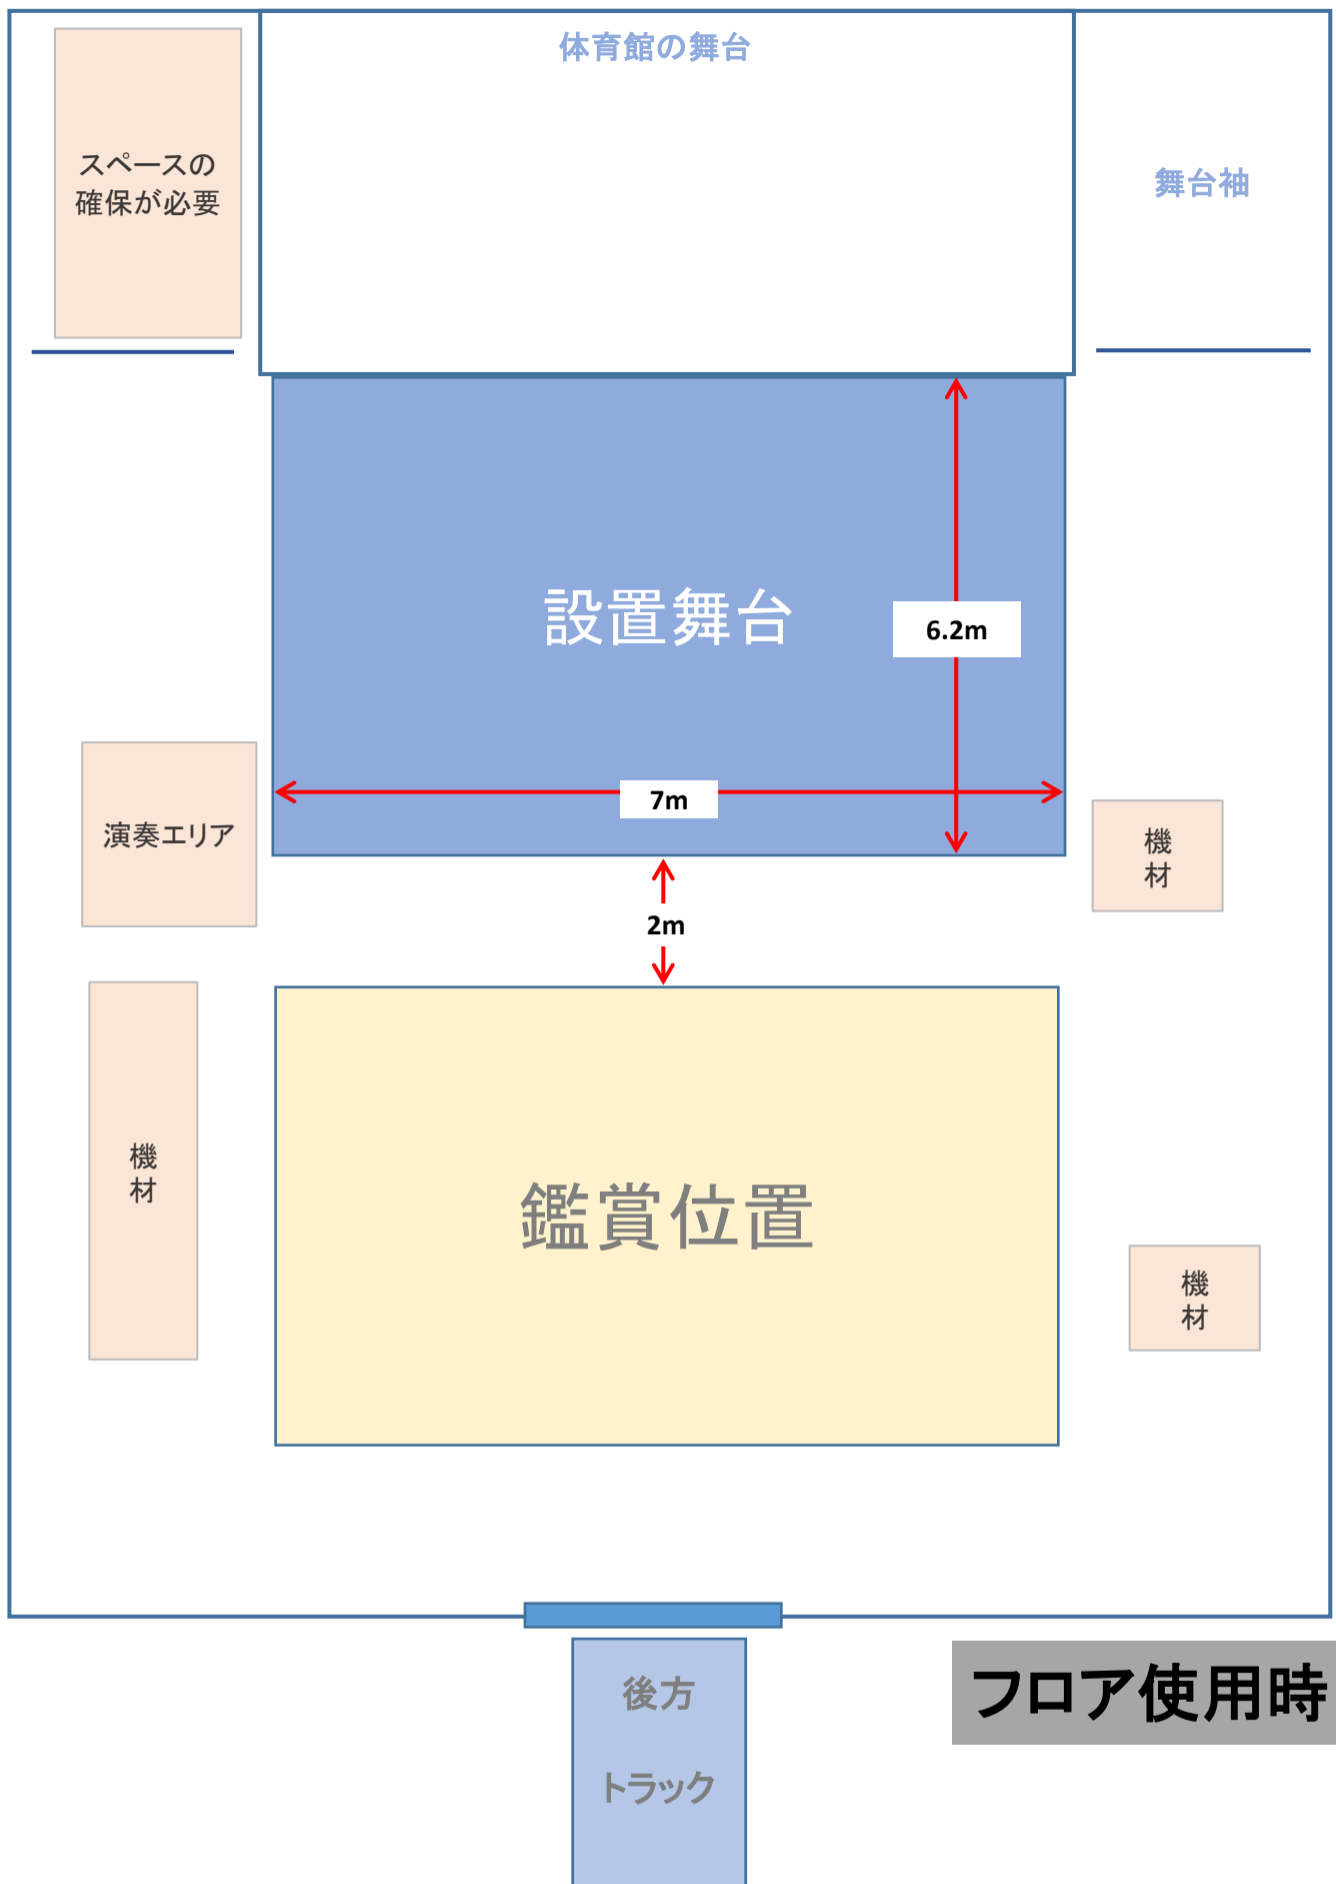 体育館の舞台
スペースの
確保が必要
舞台袖
設置舞台
6.2m
7m
演奏エリア
機
材
2m
機
材
鑑賞位置
機
材
後方
トラック
フロア使用時